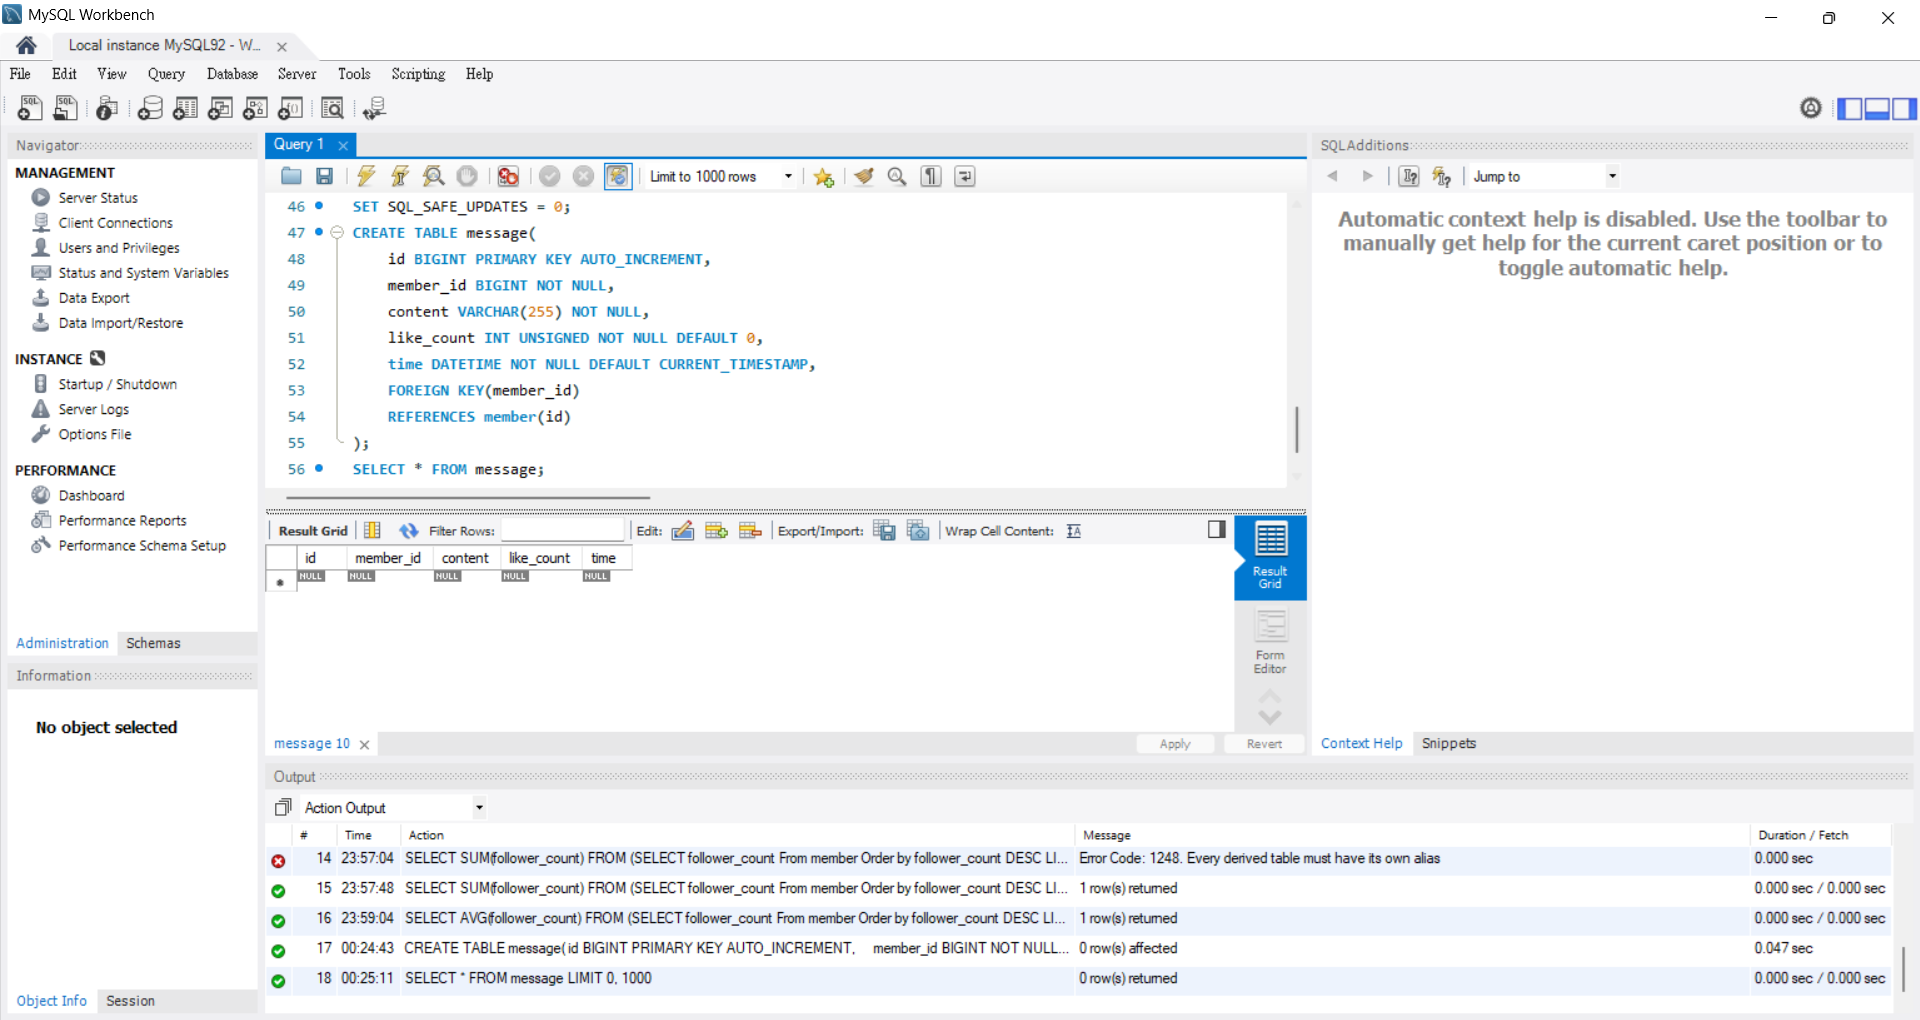 MySQL Workbench
Local instance MySQL92 - W...
File Edit View Query Database Server Tools Scripting Help
Navigator
MANAGEMENT
Server Status
Client Connections
Users and Privileges
Status and System Variables
Data Export
Data Import/Restore
INSTANCE
Startup / Shutdown
Server Logs
Options File
PERFORMANCE
Dashboard
Performance Reports
Performance Schema Setup
Administration Schemas
Information
No object selected
Object Info Session
Query 1
Limit to 1000 rows
46 SET SQL_SAFE_UPDATES = 0;
47 CREATE TABLE message(
48 id BIGINT PRIMARY KEY AUTO_INCREMENT,
49 member_id BIGINT NOT NULL,
50 content VARCHAR(255) NOT NULL,
51 like_count INT UNSIGNED NOT NULL DEFAULT 0,
52 time DATETIME NOT NULL DEFAULT CURRENT_TIMESTAMP,
53 FOREIGN KEY(member_id)
54 REFERENCES member(id)
55 );
56 SELECT * FROM message;
Result Grid Filter Rows: Edit: Export/Import: Wrap Cell Content:
id member_id content like_count time
NULL NULL NULL NULL NULL
Result
Grid
Form
Editor
message 10
Apply Revert
SQLAdditions
Jump to
Automatic context help is disabled. Use the toolbar to
manually get help for the current caret position or to
toggle automatic help.
Context Help Snippets
Output
Action Output
# Time Action Message Duration / Fetch
14 23:57:04 SELECT SUM(follower_count) FROM (SELECT follower_count From member Order by follower_count DESC LI... Error Code: 1248. Every derived table must have its own alias 0.000 sec
15 23:57:48 SELECT SUM(follower_count) FROM (SELECT follower_count From member Order by follower_count DESC LI... 1 row(s) returned 0.000 sec / 0.000 sec
16 23:59:04 SELECT AVG(follower_count) FROM (SELECT follower_count From member Order by follower_count DESC LI... 1 row(s) returned 0.000 sec / 0.000 sec
17 00:24:43 CREATE TABLE message( id BIGINT PRIMARY KEY AUTO_INCREMENT, member_id BIGINT NOT NULL... 0 row(s) affected 0.047 sec
18 00:25:11 SELECT * FROM message LIMIT 0, 1000 0 row(s) returned 0.000 sec / 0.000 sec